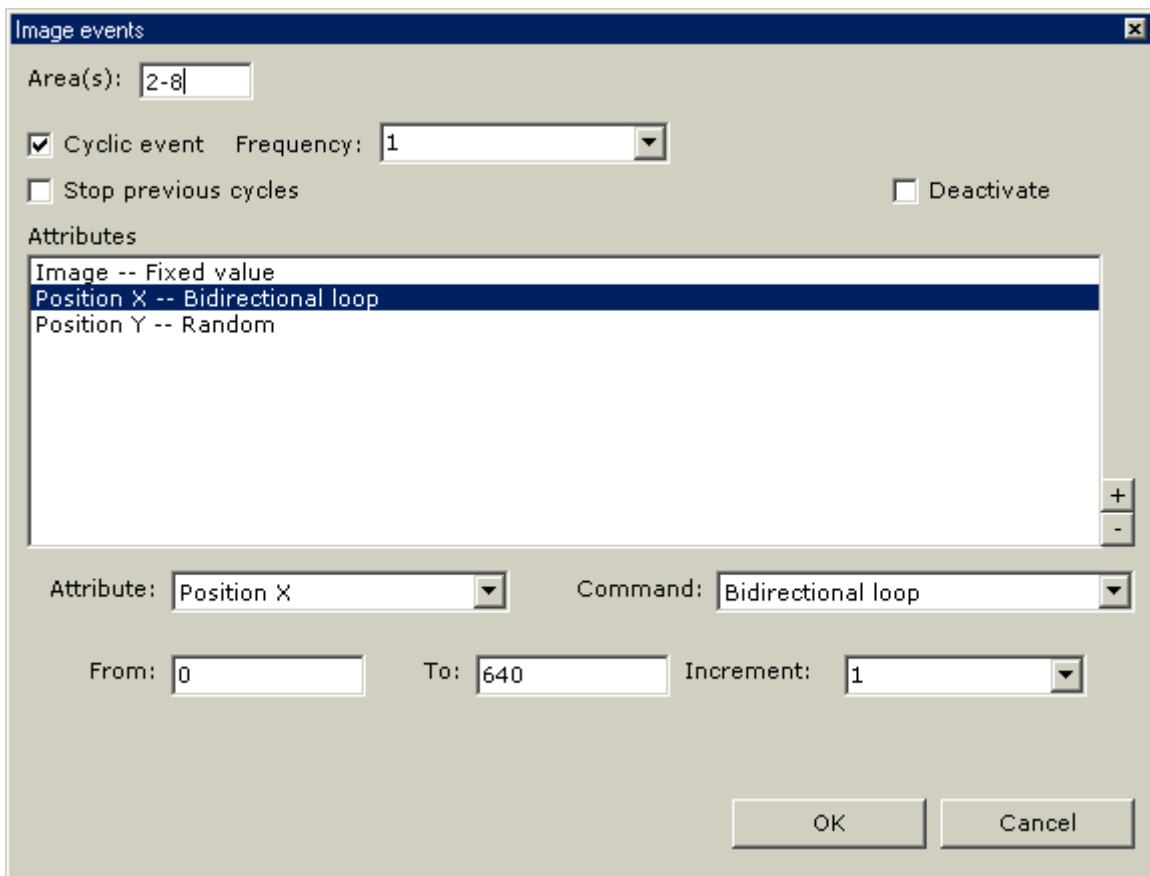 Image events
Area(s): 2-8
Cyclic event Frequency: 1
Stop previous cycles Deactivate
Attributes
Image -- Fixed value
Position X -- Bidirectional loop
Position Y -- Random
+
-
Attribute: Position X Command: Bidirectional loop
From: 0 To: 640 Increment: 1
OK Cancel